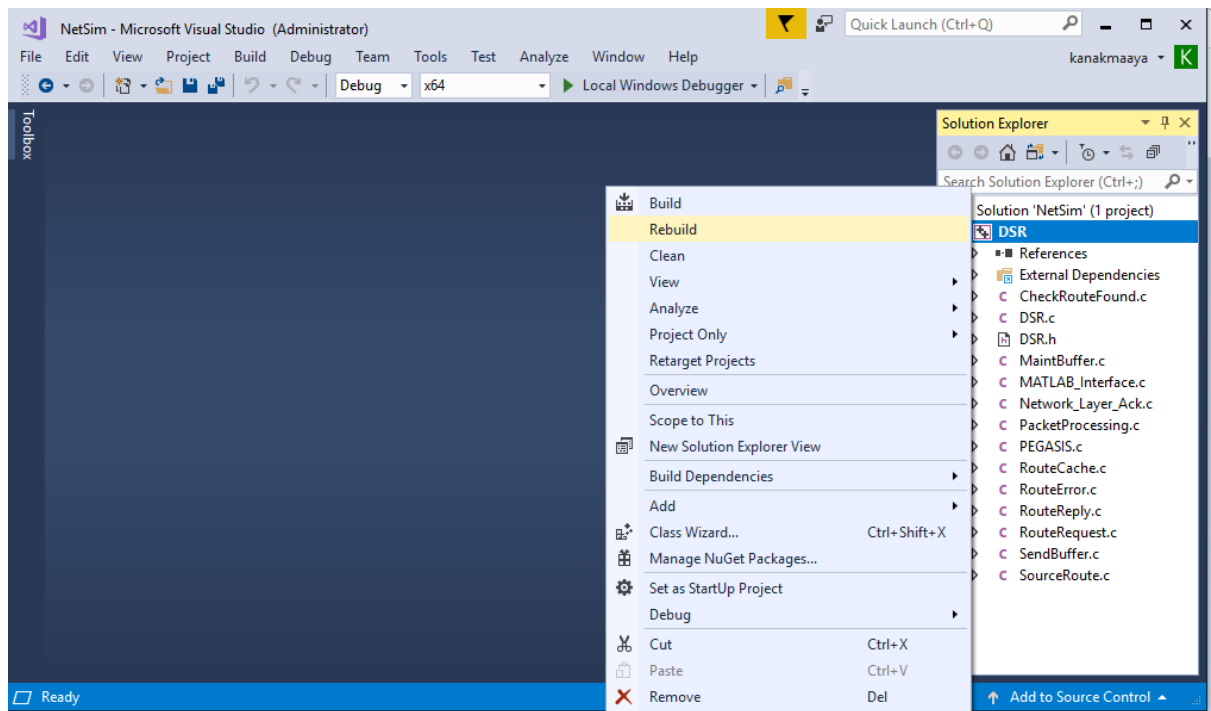 NetSim - Microsoft Visual Studio (Administrator)
Quick Launch (Ctrl+Q)
File Edit View Project Build Debug Team Tools Test Analyze Window Help
kanakmaaya K
Debug x64 Local Windows Debugger
Toolbox
Solution Explorer
Search Solution Explorer (Ctrl+;)
Solution 'NetSim' (1 project)
DSR
References
External Dependencies
CheckRouteFound.c
DSR.c
DSR.h
MaintBuffer.c
MATLAB_Interface.c
Network_Layer_Ack.c
PacketProcessing.c
PEGASIS.c
RouteCache.c
RouteError.c
RouteReply.c
RouteRequest.c
SendBuffer.c
SourceRoute.c
Build
Rebuild
Clean
View
Analyze
Project Only
Retarget Projects
Overview
Scope to This
New Solution Explorer View
Build Dependencies
Add
Class Wizard... Ctrl+Shift+X
Manage NuGet Packages...
Set as StartUp Project
Debug
Cut Ctrl+X
Paste Ctrl+V
Remove Del
Ready
Add to Source Control